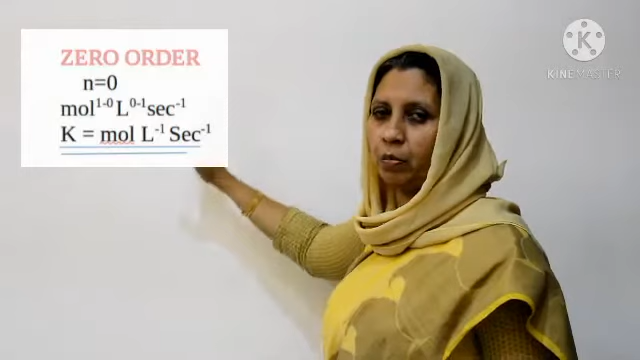 ZERO ORDER
n=0
mol¹⁻⁰ L⁰⁻¹sec⁻¹
K = mol L⁻¹ Sec⁻¹
K
KINEMASTER